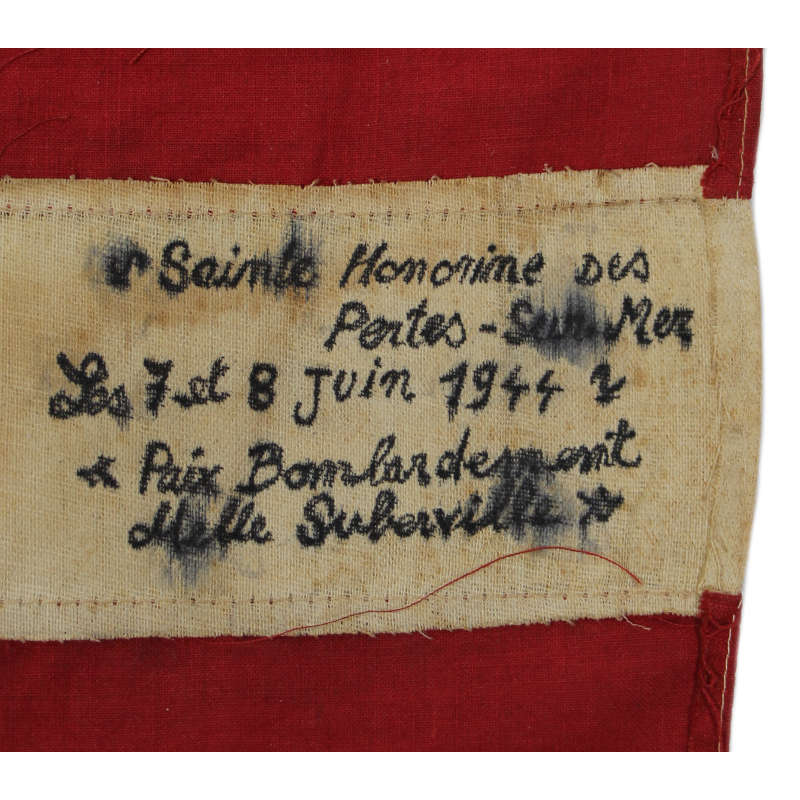 Sainte Honorine Des
Pertes-Sur-Mer
Les 7 et 8 Juin 1944
Paix Bombardement
Melle Suberville